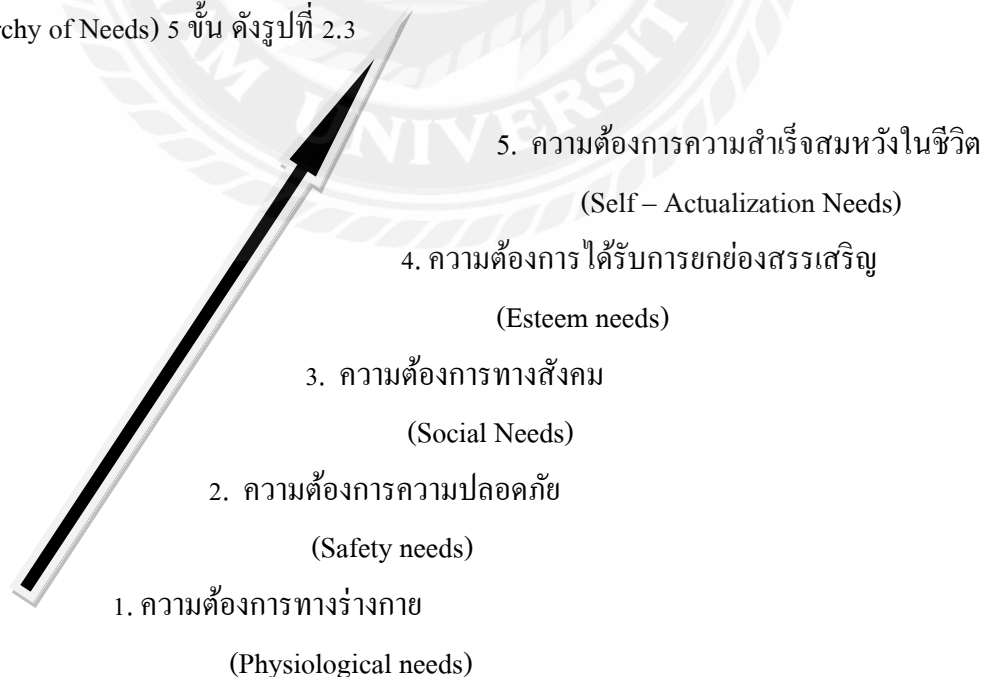 rchy of Needs) 5 ขั้น ดังรูปที่ 2.3
UNIVERSIT
5. ความต้องการความสำเร็จสมหวังในชีวิต
(Self – Actualization Needs)
4. ความต้องการได้รับการยกย่องสรรเสริญ
(Esteem needs)
3. ความต้องการทางสังคม
(Social Needs)
2. ความต้องการความปลอดภัย
(Safety needs)
1. ความต้องการทางร่างกาย
(Physiological needs)